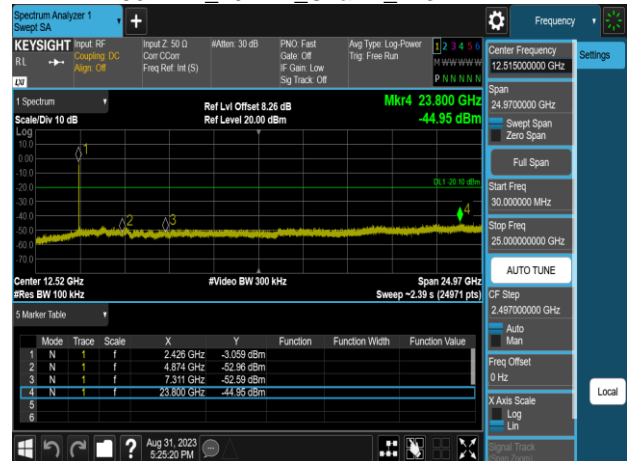 Spectrum Analyzer 1
Swept SA
Frequency
KEYSIGHT
RL
Input: RF
Coupling: DC
Align: Off
Input Z: 50 Ω
Corr CCorr
Freq Ref: Int (S)
#Atten: 30 dB
PNO: Fast
Gate: Off
IF Gain: Low
Sig Track: Off
Avg Type: Log-Power
Trig: Free Run
1 2 3 4 5 6
M W W W W W
P N N N N N
LXI
1 Spectrum
Scale/Div 10 dB
Ref Lvl Offset 8.26 dB
Ref Level 20.00 dBm
Mkr4 23.800 GHz
-44.95 dBm
Log
10.0
0.00
-10.0
-20.0
-30.0
-40.0
-50.0
-60.0
-70.0
1
2
3
4
DL1 -20.10 dBm
Center 12.52 GHz
#Video BW 300 kHz
Span 24.97 GHz
#Res BW 100 kHz
Sweep ~2.39 s (24971 pts)
5 Marker Table
Mode Trace Scale X Y Function Function Width Function Value
1 N 1 f 2.426 GHz -3.059 dBm
2 N 1 f 4.874 GHz -52.96 dBm
3 N 1 f 7.311 GHz -52.59 dBm
4 N 1 f 23.800 GHz -44.95 dBm
5
6
Aug 31, 2023
5:25:20 PM
Center Frequency
12.515000000 GHz
Settings
Span
24.9700000 GHz
Swept Span
Zero Span
Full Span
Start Freq
30.000000 MHz
Stop Freq
25.000000000 GHz
AUTO TUNE
CF Step
2.497000000 GHz
Auto
Man
Freq Offset
0 Hz
X Axis Scale
Log
Lin
Local
Signal Track
(Span Zoom)